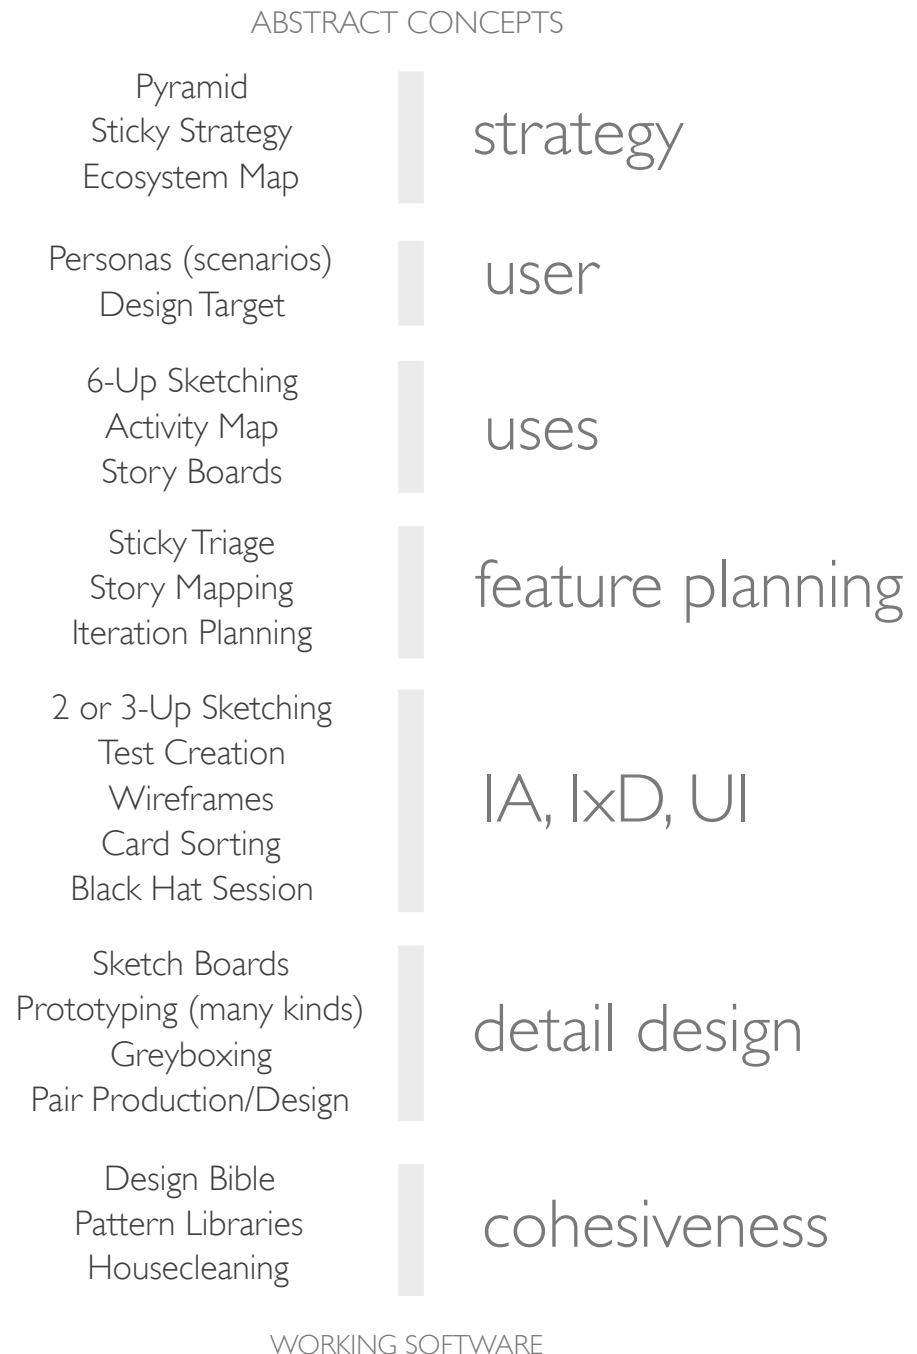 ABSTRACT CONCEPTS
Pyramid
Sticky Strategy
Ecosystem Map
strategy
Personas (scenarios)
Design Target
user
6-Up Sketching
Activity Map
Story Boards
uses
Sticky Triage
Story Mapping
Iteration Planning
feature planning
2 or 3-Up Sketching
Test Creation
Wireframes
Card Sorting
Black Hat Session
IA, IxD, UI
Sketch Boards
Prototyping (many kinds)
Greyboxing
Pair Production/Design
detail design
Design Bible
Pattern Libraries
Housecleaning
cohesiveness
WORKING SOFTWARE